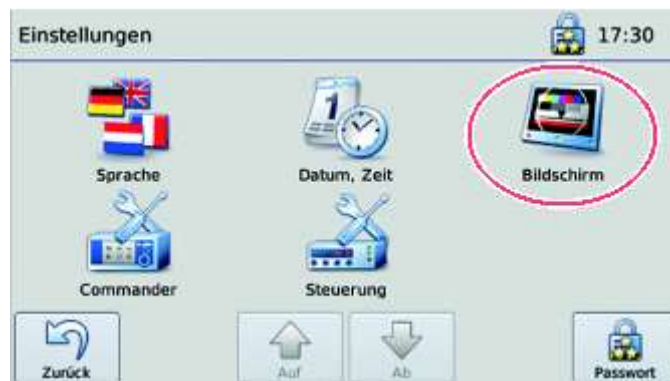 Einstellungen 17:30
Sprache Datum, Zeit Bildschirm
Commander Steuerung
Zurück Auf Ab Passwort